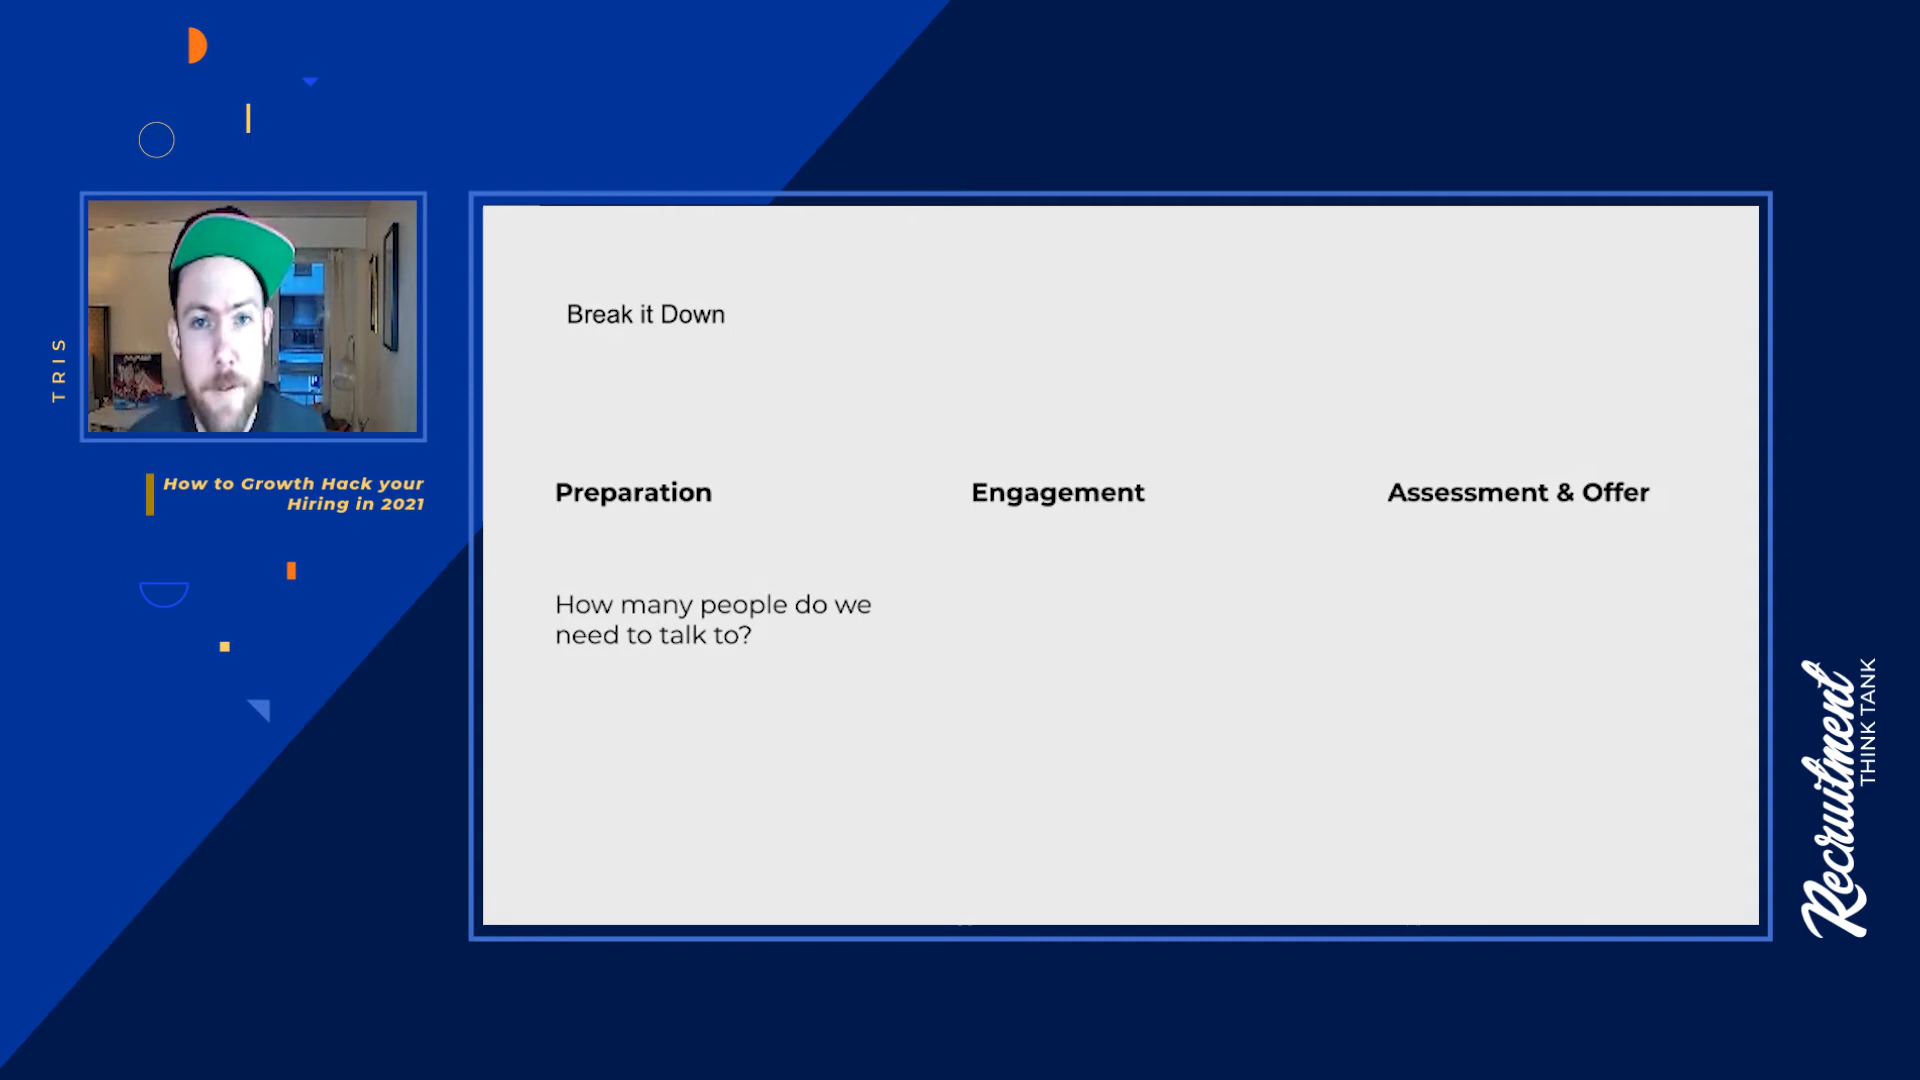 TRIS
How to Growth Hack your
Hiring in 2021
Break it Down
Preparation
Engagement
Assessment & Offer
How many people do we
need to talk to?
Recruitment
THINK TANK